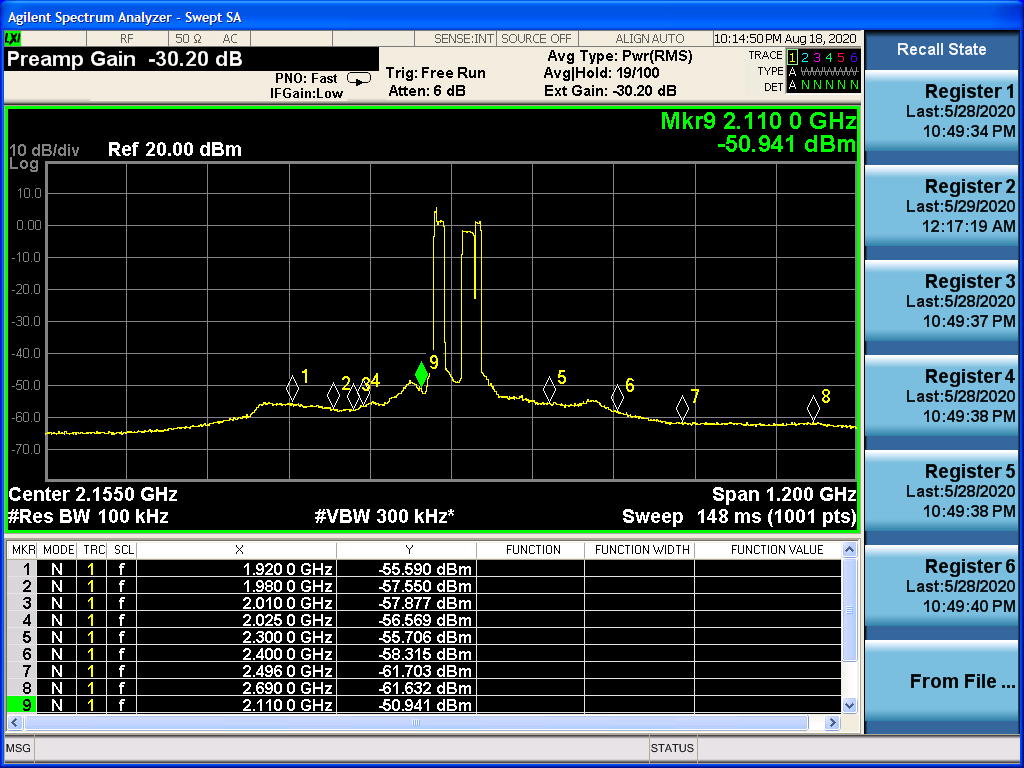 Agilent Spectrum Analyzer - Swept SA
LXI RF 50 Ω AC SENSE:INT SOURCE OFF ALIGN AUTO 10:14:50 PM Aug 18, 2020
Preamp Gain -30.20 dB
PNO: Fast
IFGain:Low
Trig: Free Run
Atten: 6 dB
Avg Type: Pwr(RMS)
Avg|Hold: 19/100
Ext Gain: -30.20 dB
TRACE 1 2 3 4 5 6
TYPE A WWWWW
DET A N N N N N
Mkr9 2.110 0 GHz
-50.941 dBm
10 dB/div Ref 20.00 dBm
Log
10.0
0.00
-10.0
-20.0
-30.0
-40.0
-50.0
-60.0
-70.0
1 2 3 4 9 5 6 7 8
Center 2.1550 GHz Span 1.200 GHz
#Res BW 100 kHz #VBW 300 kHz* Sweep 148 ms (1001 pts)
MKR MODE TRC SCL X Y FUNCTION FUNCTION WIDTH FUNCTION VALUE
1 N 1 f 1.920 0 GHz -55.590 dBm
2 N 1 f 1.980 0 GHz -57.550 dBm
3 N 1 f 2.010 0 GHz -57.877 dBm
4 N 1 f 2.025 0 GHz -56.569 dBm
5 N 1 f 2.300 0 GHz -55.706 dBm
6 N 1 f 2.400 0 GHz -58.315 dBm
7 N 1 f 2.496 0 GHz -61.703 dBm
8 N 1 f 2.690 0 GHz -61.632 dBm
9 N 1 f 2.110 0 GHz -50.941 dBm
MSG STATUS
Recall State
Register 1
Last:5/28/2020
10:49:34 PM
Register 2
Last:5/29/2020
12:17:19 AM
Register 3
Last:5/28/2020
10:49:37 PM
Register 4
Last:5/28/2020
10:49:38 PM
Register 5
Last:5/28/2020
10:49:38 PM
Register 6
Last:5/28/2020
10:49:40 PM
From File ...